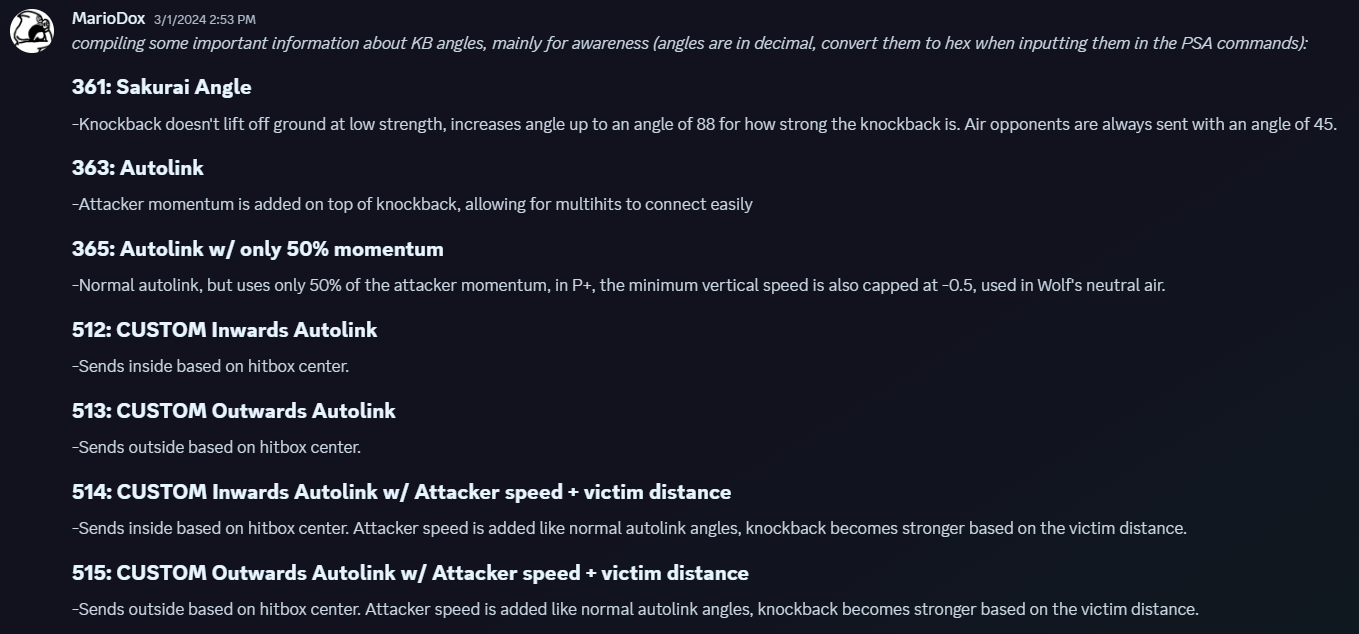 MarioDox 3/1/2024 2:53 PM
compiling some important information about KB angles, mainly for awareness (angles are in decimal, convert them to hex when inputting them in the PSA commands):
361: Sakurai Angle
-Knockback doesn't lift off ground at low strength, increases angle up to an angle of 88 for how strong the knockback is. Air opponents are always sent with an angle of 45.
363: Autolink
-Attacker momentum is added on top of knockback, allowing for multihits to connect easily
365: Autolink w/ only 50% momentum
-Normal autolink, but uses only 50% of the attacker momentum, in P+, the minimum vertical speed is also capped at -0.5, used in Wolf's neutral air.
512: CUSTOM Inwards Autolink
-Sends inside based on hitbox center.
513: CUSTOM Outwards Autolink
-Sends outside based on hitbox center.
514: CUSTOM Inwards Autolink w/ Attacker speed + victim distance
-Sends inside based on hitbox center. Attacker speed is added like normal autolink angles, knockback becomes stronger based on the victim distance.
515: CUSTOM Outwards Autolink w/ Attacker speed + victim distance
-Sends outside based on hitbox center. Attacker speed is added like normal autolink angles, knockback becomes stronger based on the victim distance.